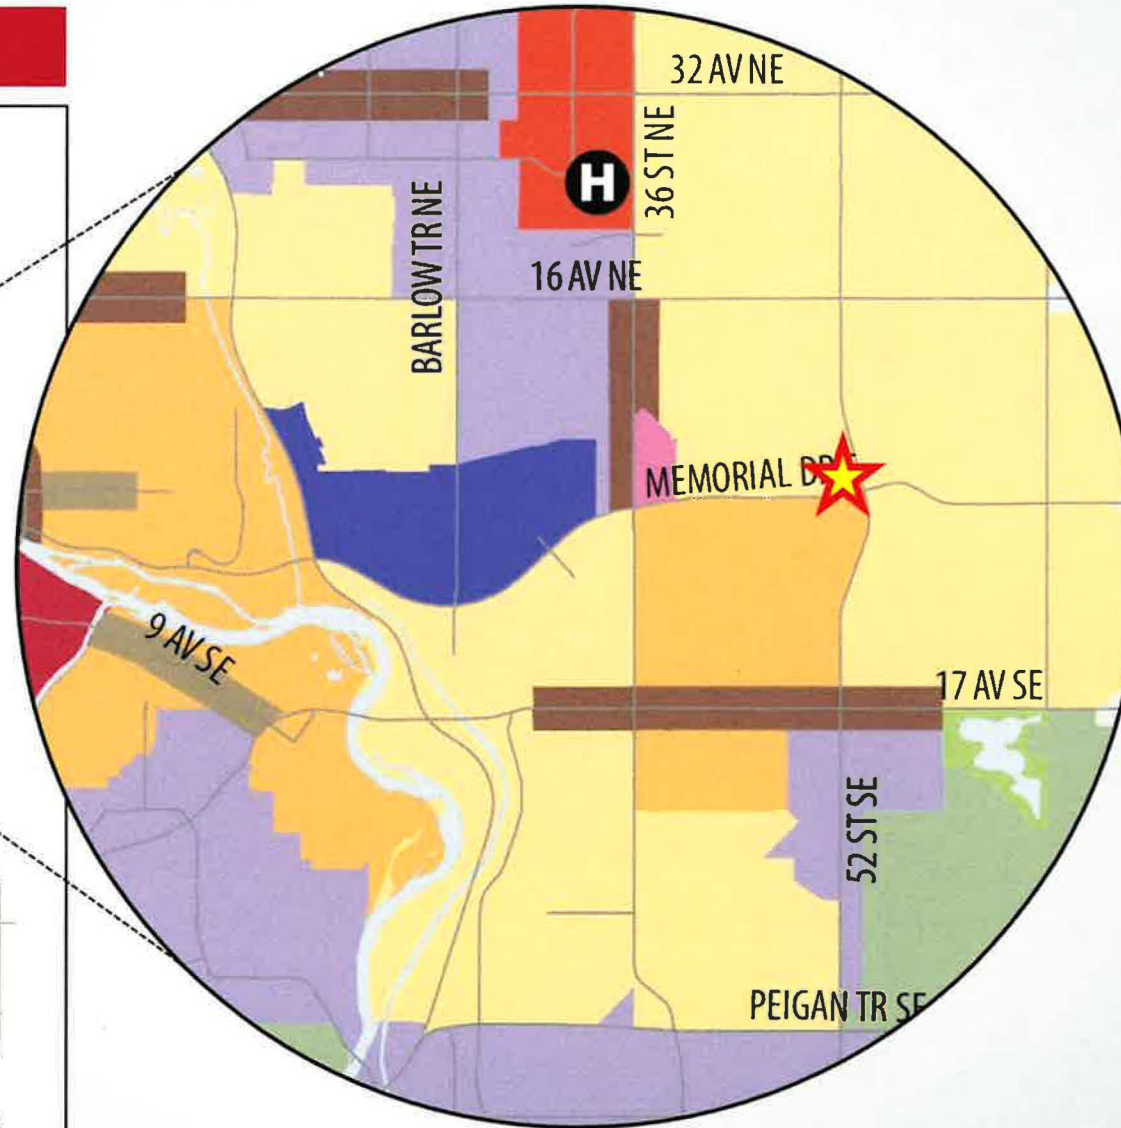 32 AV NE
36 ST NE
H
BARLOW TR NE
16 AV NE
MEMORIAL
9 AV SE
17 AV SE
52 ST SE
PEIGAN TR SE